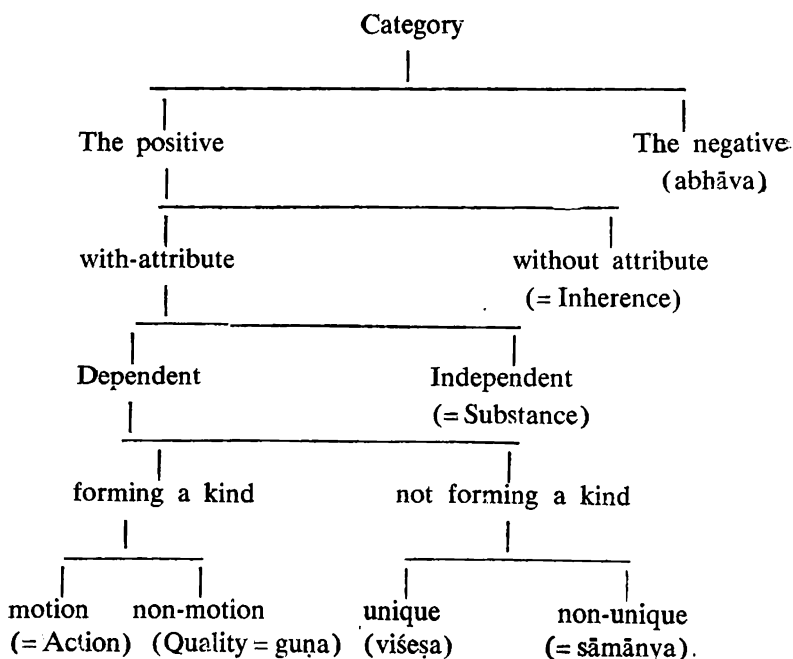 Category
The positive The negative
(abhāva)
with-attribute without attribute
(= Inherence)
Dependent Independent
(= Substance)
forming a kind not forming a kind
motion non-motion unique non-unique
(= Action) (Quality = guṇa) (viśeṣa) (= sāmānya).